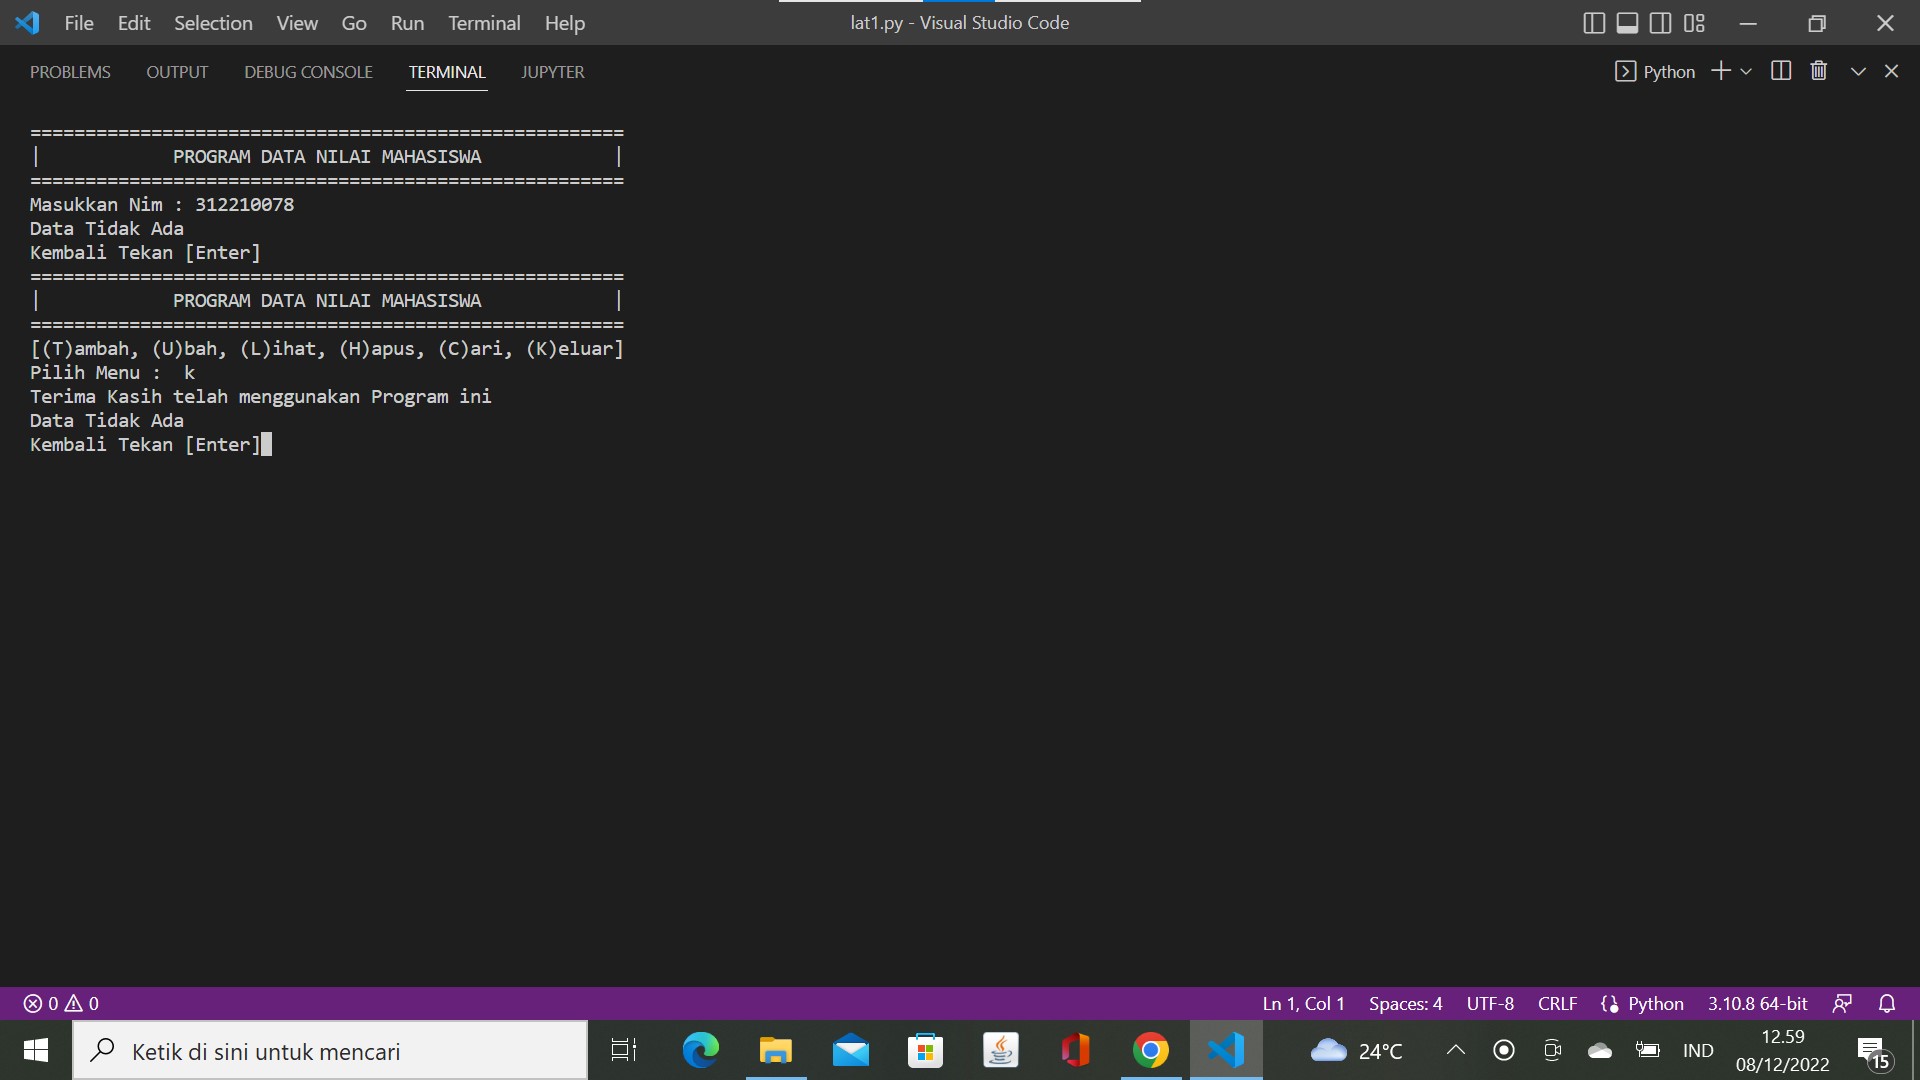 File Edit Selection View Go Run Terminal Help lat1.py - Visual Studio Code
PROBLEMS OUTPUT DEBUG CONSOLE TERMINAL JUPYTER Python
======================================================
| PROGRAM DATA NILAI MAHASISWA |
======================================================
Masukkan Nim : 312210078
Data Tidak Ada
Kembali Tekan [Enter]
======================================================
| PROGRAM DATA NILAI MAHASISWA |
======================================================
[(T)ambah, (U)bah, (L)ihat, (H)apus, (C)ari, (K)eluar]
Pilih Menu :  k
Terima Kasih telah menggunakan Program ini
Data Tidak Ada
Kembali Tekan [Enter]
0 0 Ln 1, Col 1 Spaces: 4 UTF-8 CRLF Python 3.10.8 64-bit
Ketik di sini untuk mencari 24°C IND 12.59
08/12/2022 15